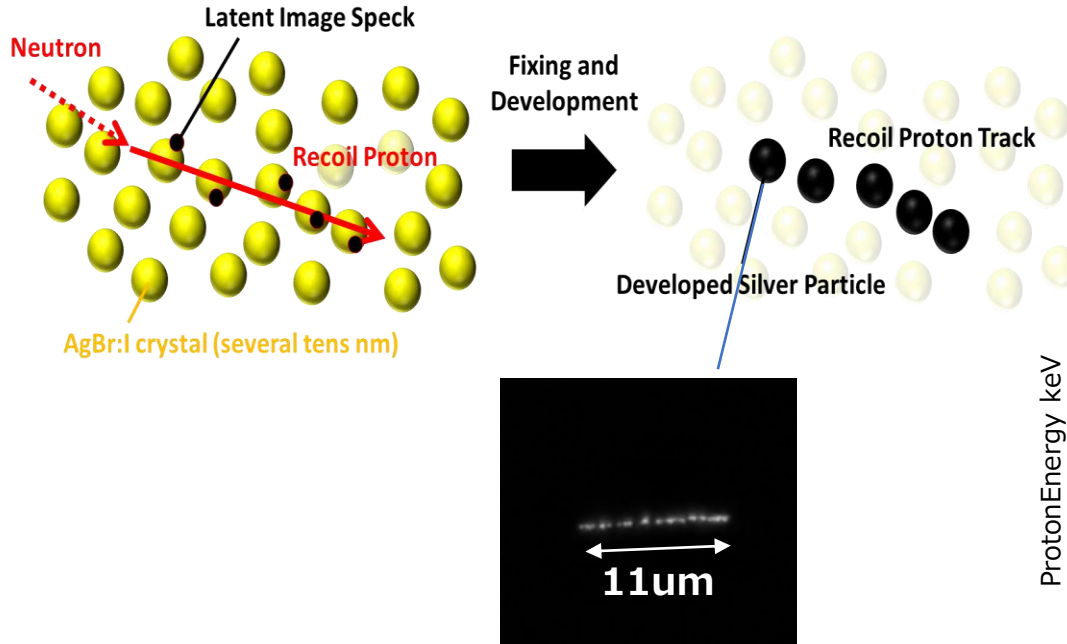 Latent Image Speck
Neutron
Fixing and
Development
Recoil Proton
Recoil Proton Track
Developed Silver Particle
AgBr:I crystal (several tens nm)
ProtonEnergy keV
11um